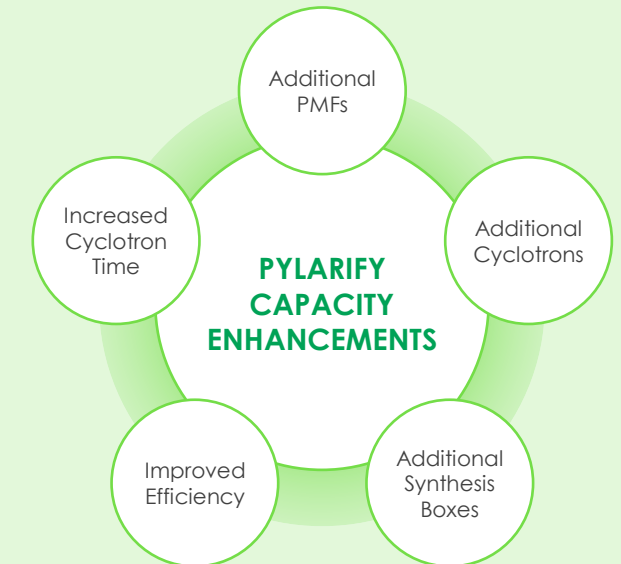 Additional
PMFs
Increased
Cyclotron
Time
Additional
Cyclotrons
PYLARIFY
CAPACITY
ENHANCEMENTS
Improved
Efficiency
Additional
Synthesis
Boxes